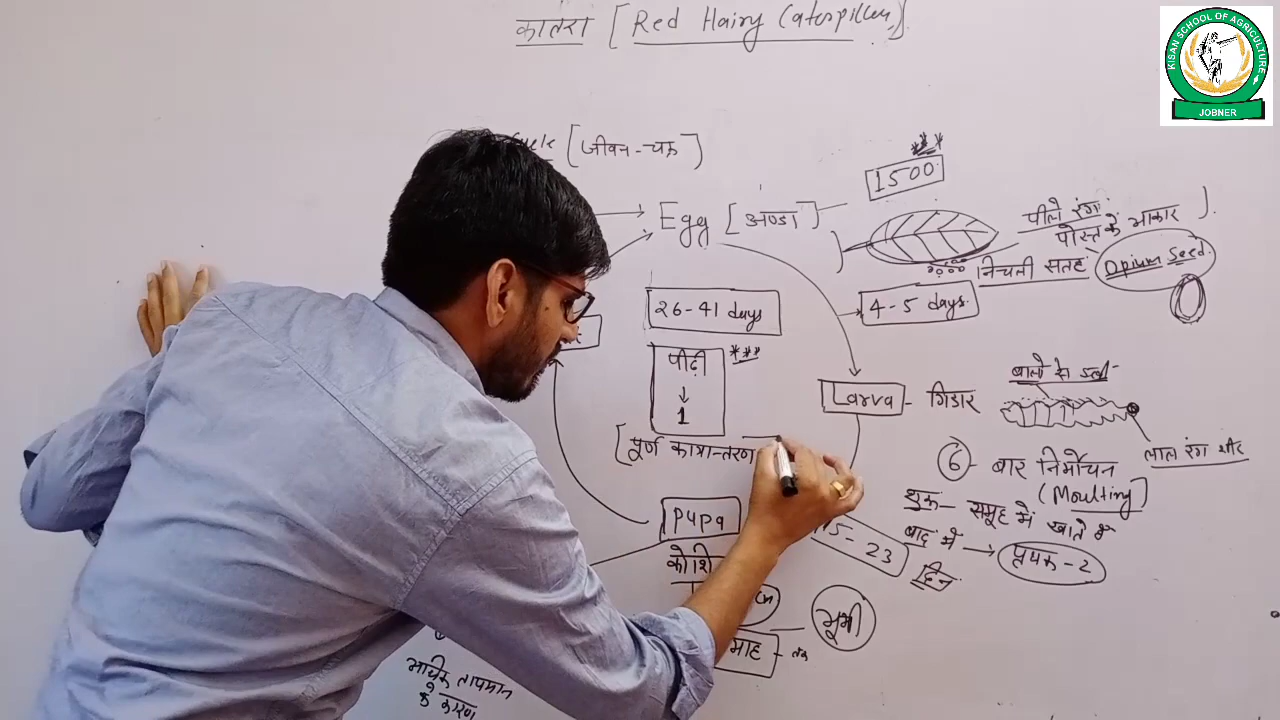 कातरा [Red Hairy Caterpillar]
KISAN SCHOOL OF AGRICULTURE
JOBNER
[जीवन-चक्र]
1500
Egg [अण्डा]
पीले रंग
पोस्त के आकार
निचली सतह
Opium Seed.
26-41 days
4-5 days.
पीढ़ी
↓
1
बालो से
Larva - गिडार
लाल रंग
[पूर्ण कायान्तरण
6 - बार निर्मोचन
(Moulting)
शुरू - समूह में खाते है
बाद में → पृथक-2
Pupa
15-23
दिन
कोशि
भूमी
माह - तक
अधिक तापमान
के कारण